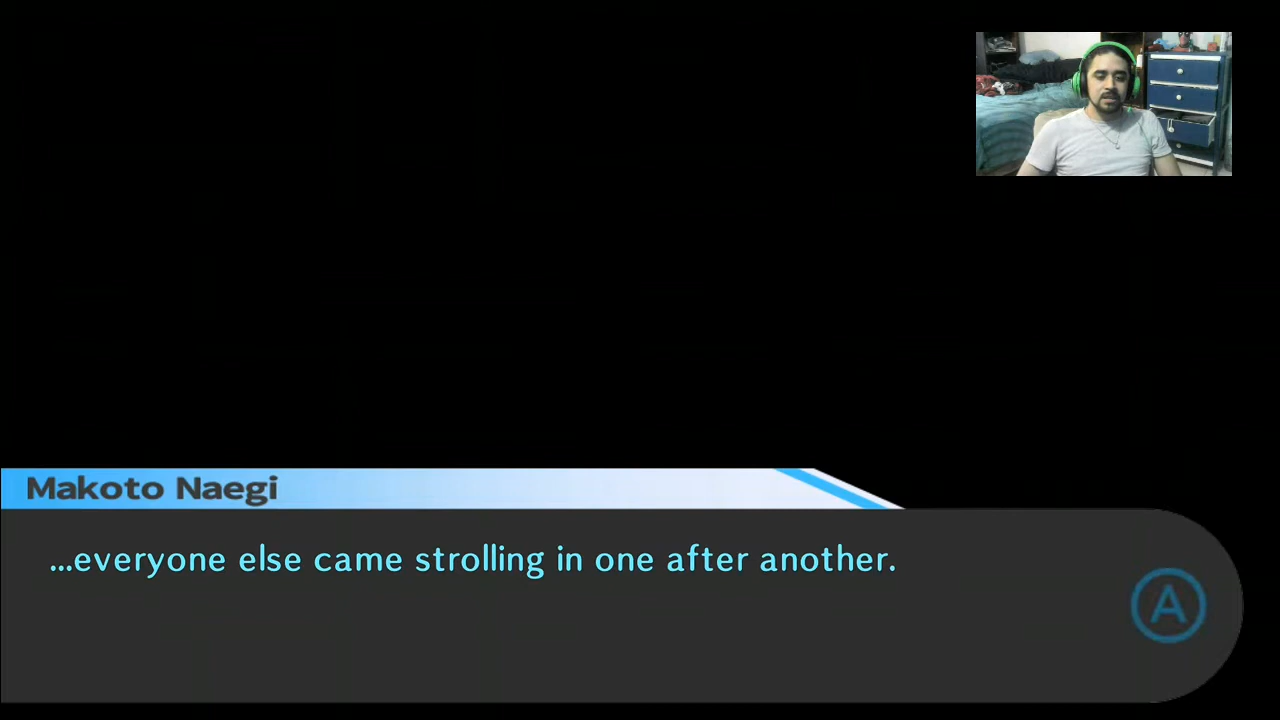 Makoto Naegi
...everyone else came strolling in one after another.
A